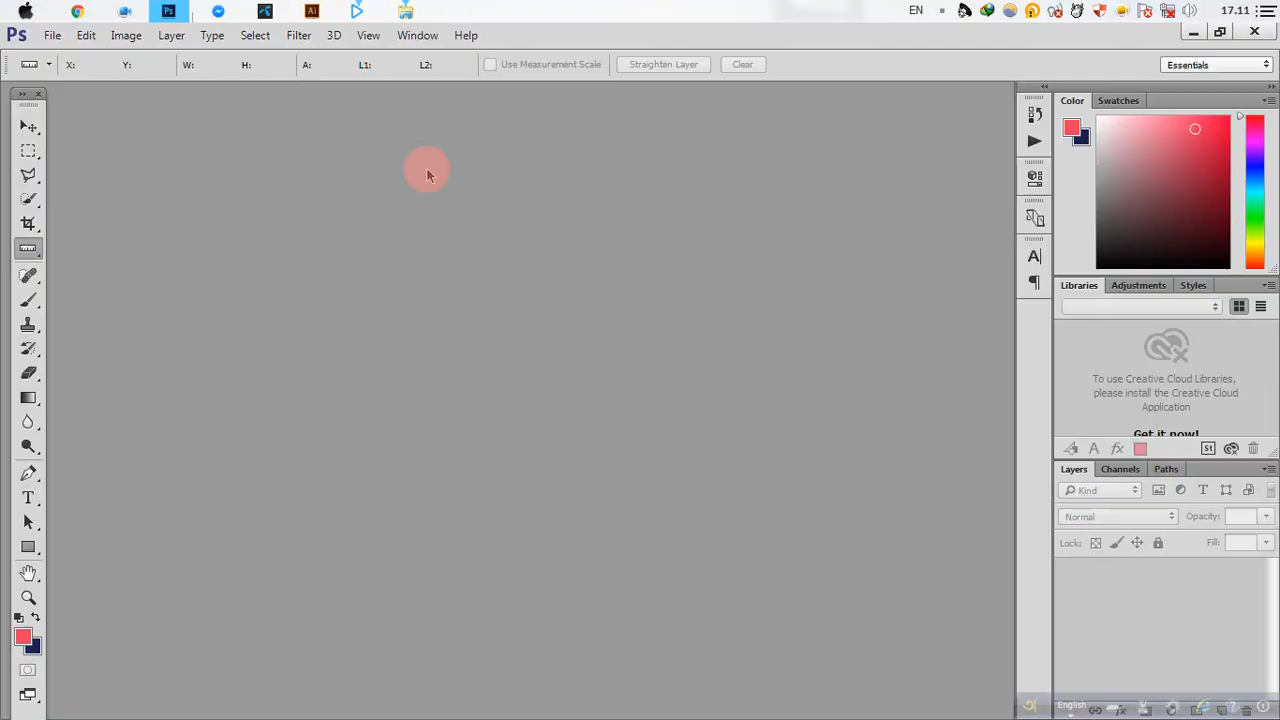 EN
17.11
Ps
File Edit Image Layer Type Select Filter 3D View Window Help
X: Y: W: H: A: L1: L2: Use Measurement Scale Straighten Layer Clear Essentials
Color Swatches
Libraries Adjustments Styles
To use Creative Cloud Libraries,
please install the Creative Cloud
Application
Get it now!
Layers Channels Paths
Kind
Normal Opacity:
Lock: Fill:
English